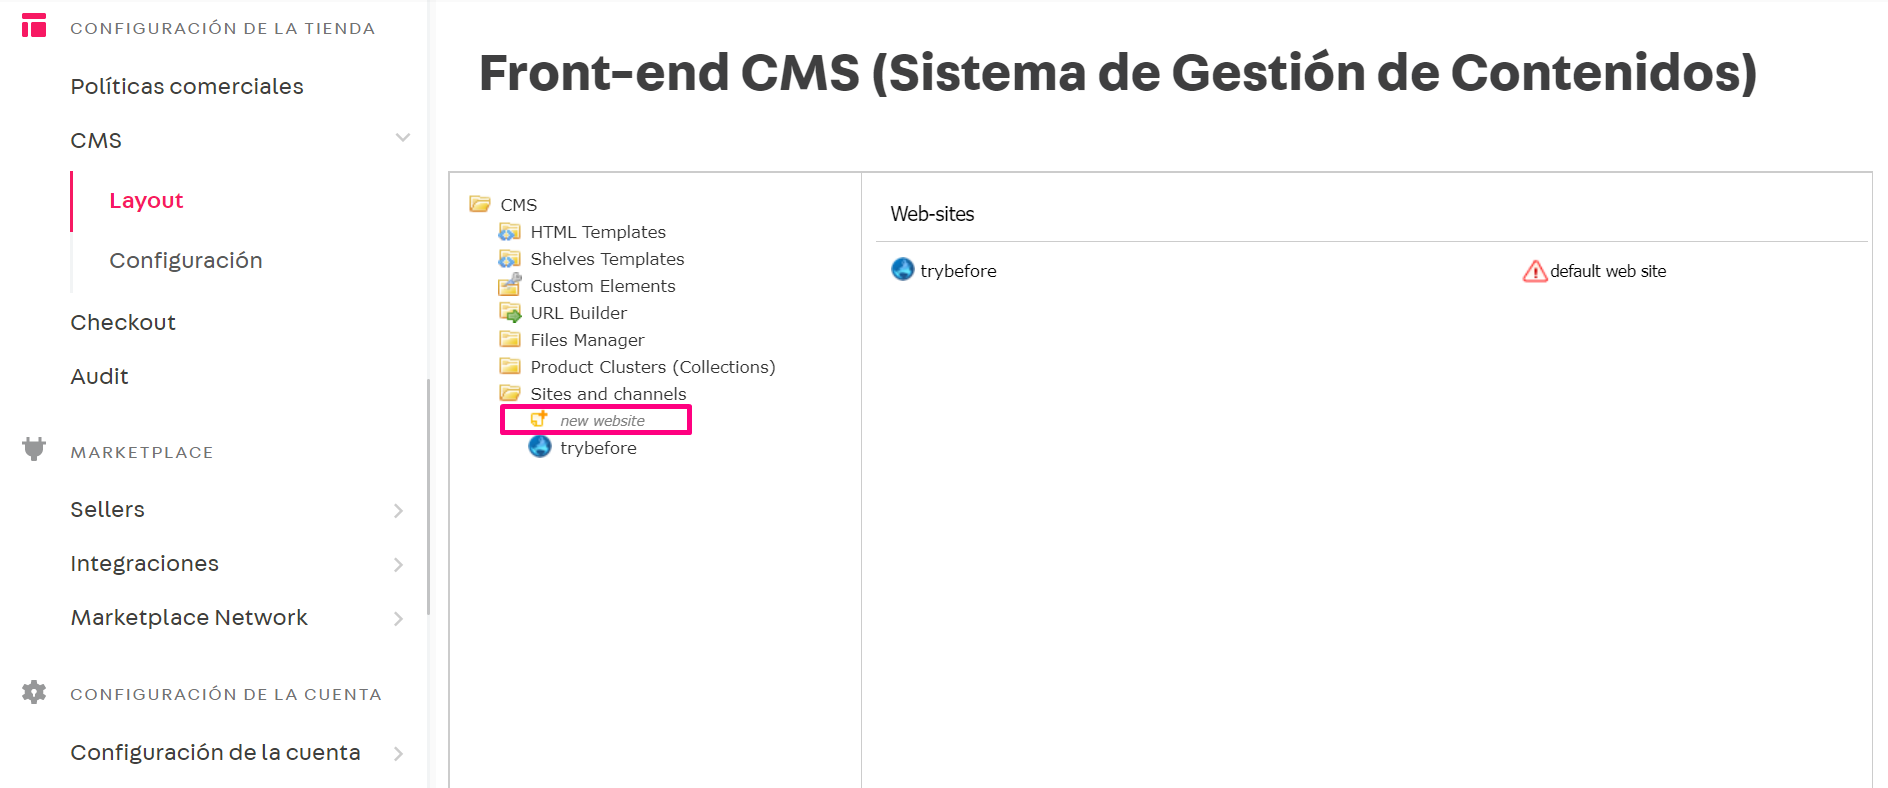 CONFIGURACIÓN DE LA TIENDA
Políticas comerciales
CMS
Layout
Configuración
Checkout
Audit
MARKETPLACE
Sellers
Integraciones
Marketplace Network
CONFIGURACIÓN DE LA CUENTA
Configuración de la cuenta
Front-end CMS (Sistema de Gestión de Contenidos)
CMS
HTML Templates
Shelves Templates
Custom Elements
URL Builder
Files Manager
Product Clusters (Collections)
Sites and channels
new website
trybefore
Web-sites
trybefore default web site